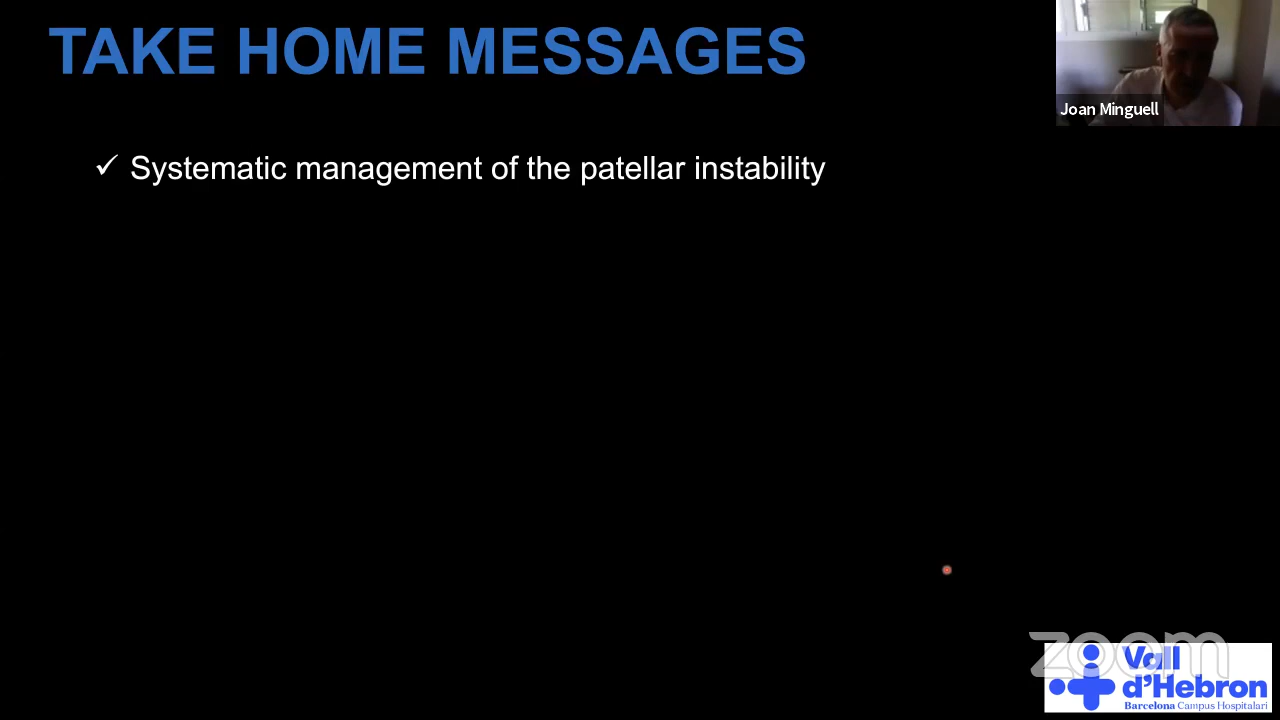 TAKE HOME MESSAGES
Joan Minguell
✓ Systematic management of the patellar instability
zoom
Vall
d'Hebron
Barcelona Campus Hospitalari